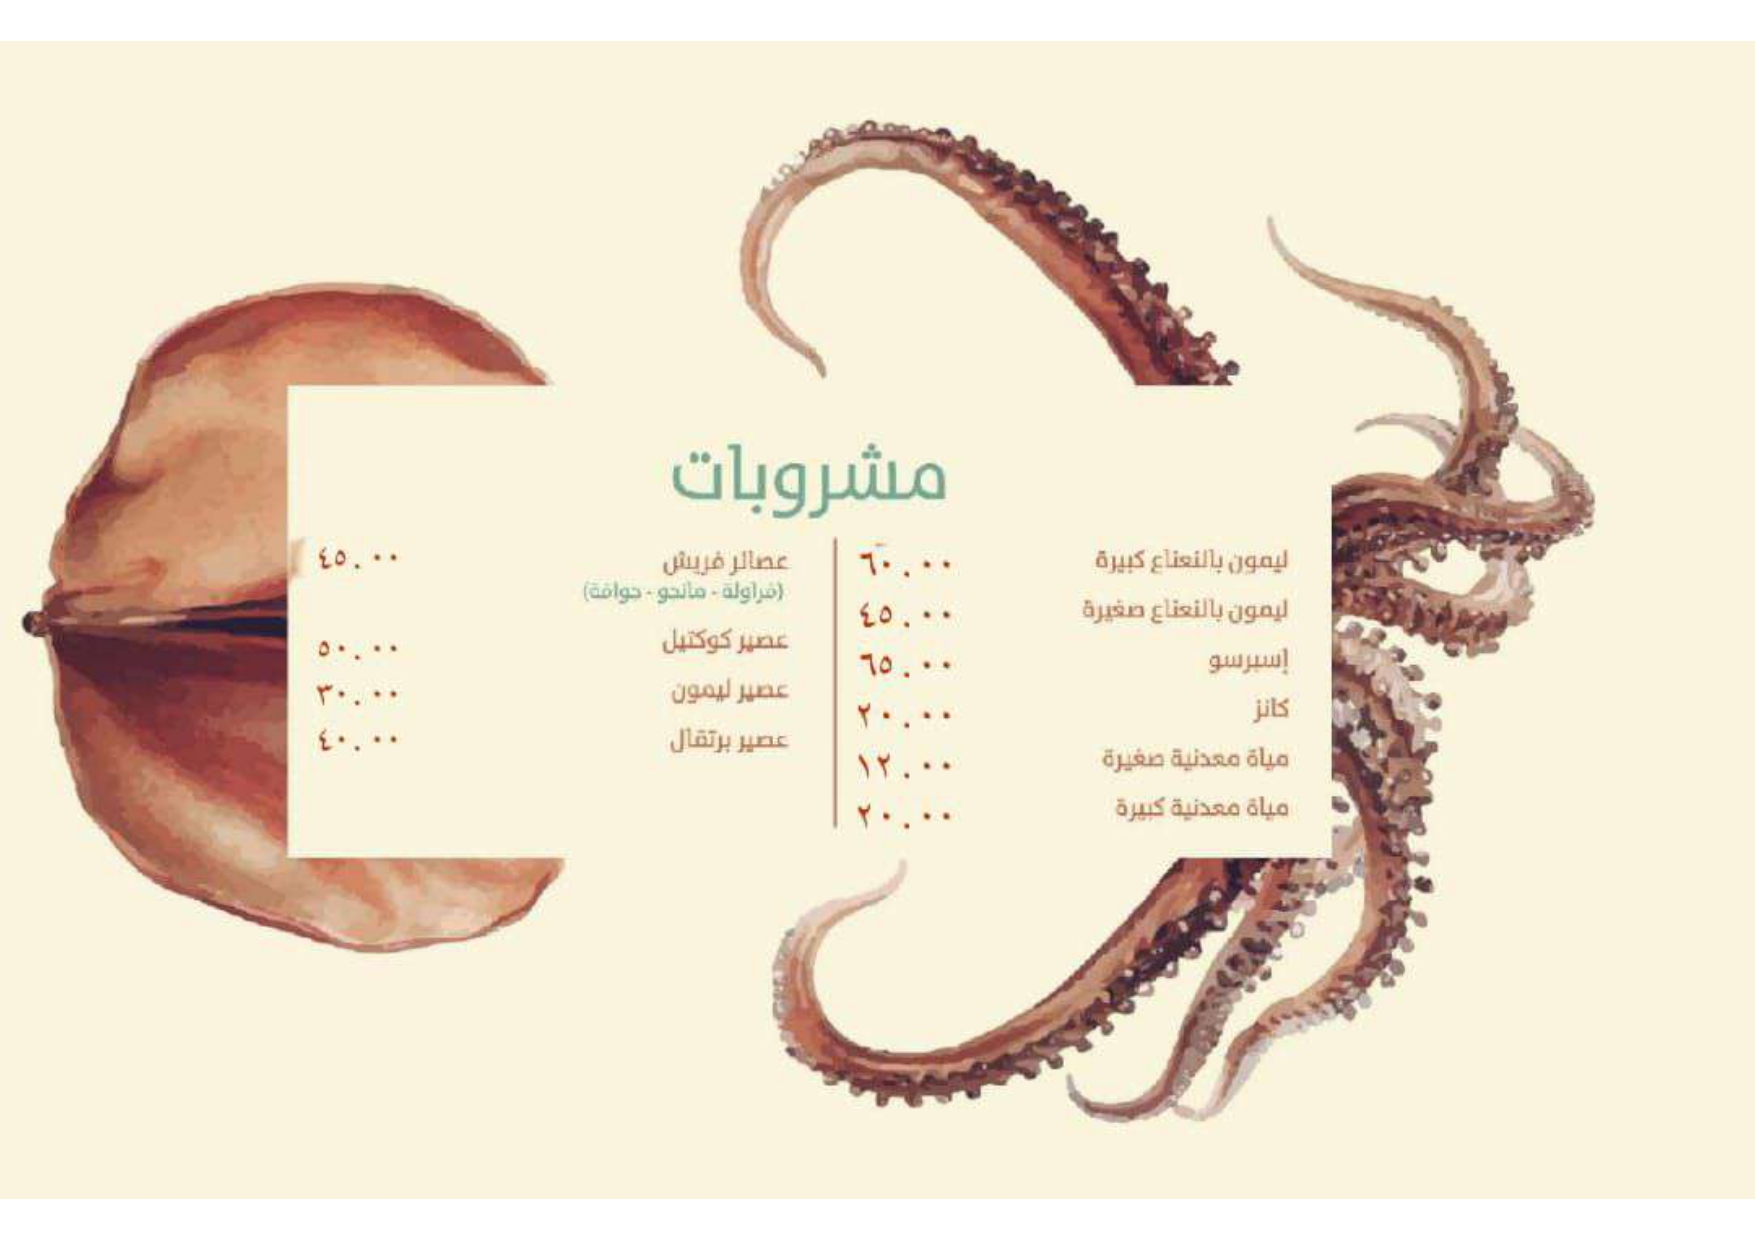 مشروبات
ليمون بالنعناع كبيرة ٦٠.٠٠
ليمون بالنعناع صغيرة ٤٥.٠٠
إسبرسو ٦٥.٠٠
كانز ٢٠.٠٠
مياة معدنية صغيرة ١٢.٠٠
مياة معدنية كبيرة ٢٠.٠٠
عصائر فريش ٤٥.٠٠
(فراولة - مانجو - جوافة)
عصير كوكتيل ٥٠.٠٠
عصير ليمون ٣٠.٠٠
عصير برتقال ٤٠.٠٠